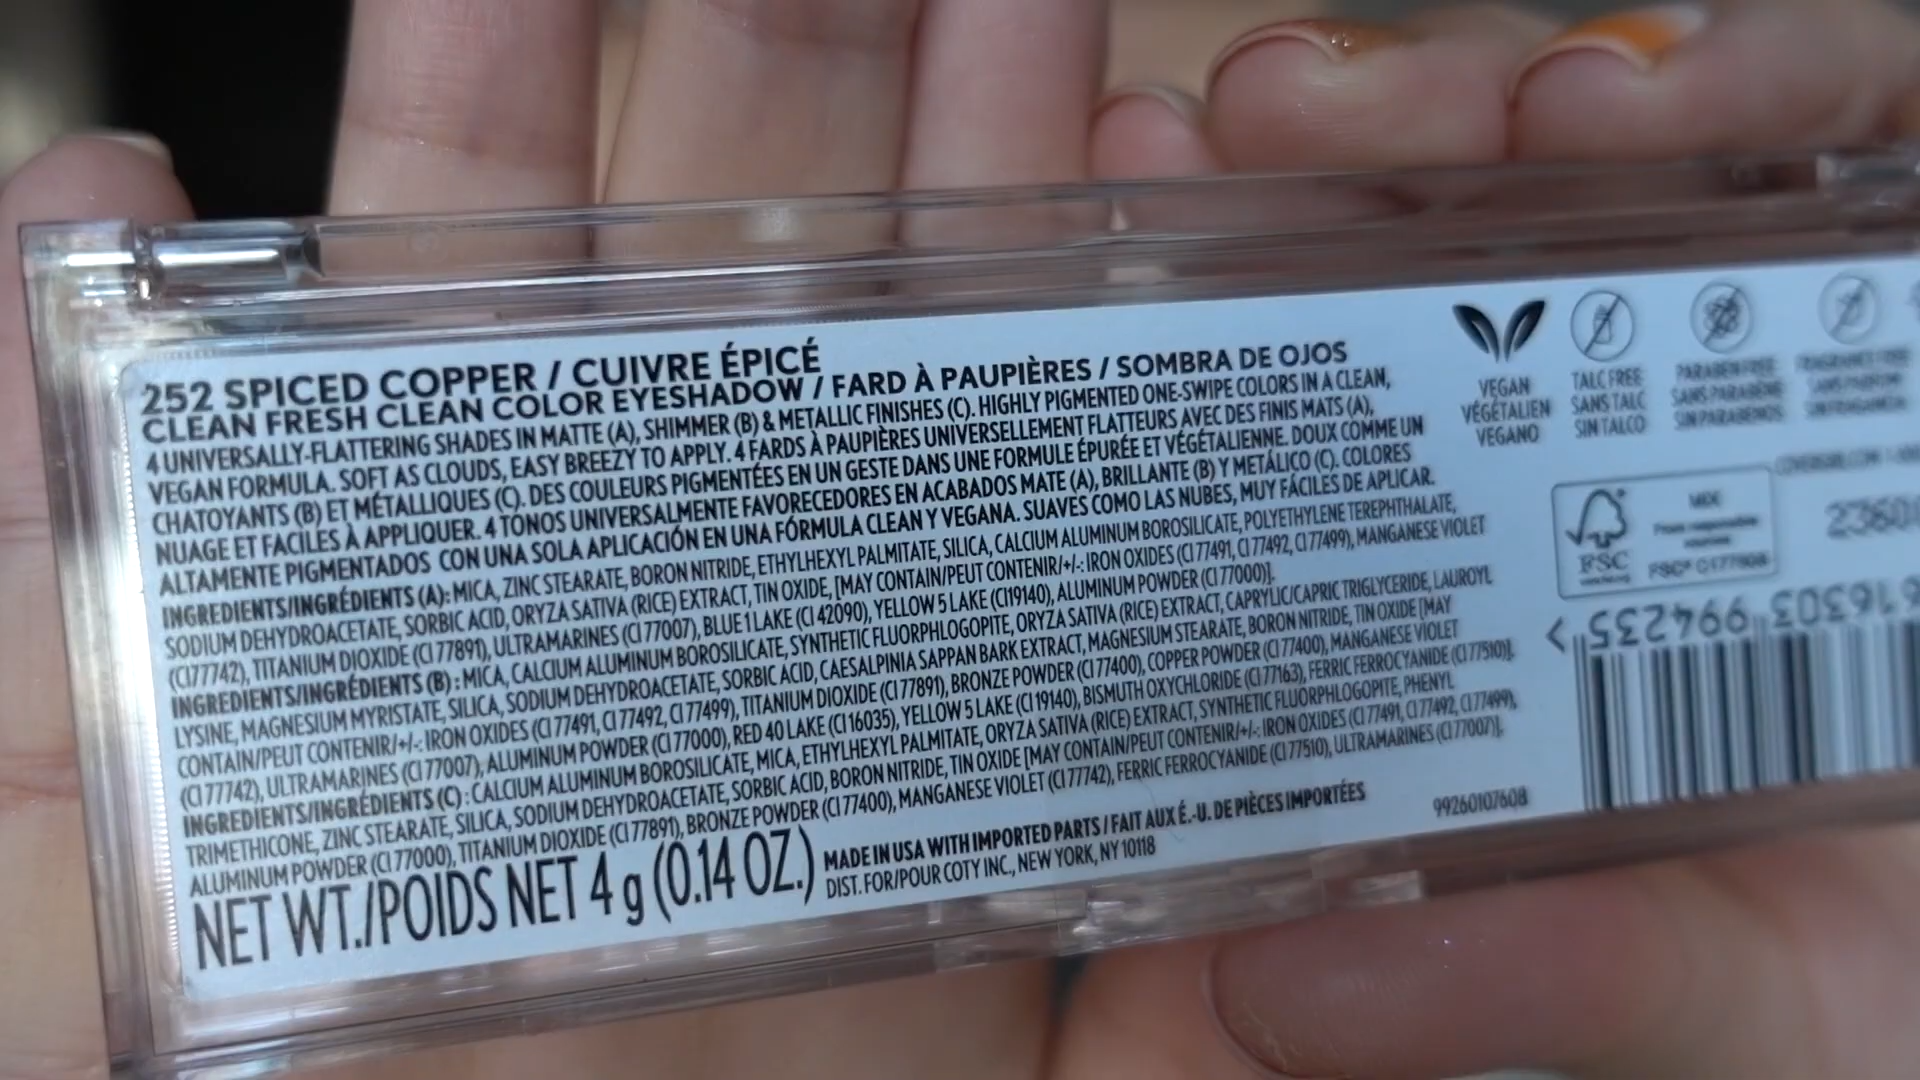 252 SPICED COPPER / CUIVRE ÉPICÉ
CLEAN FRESH CLEAN COLOR EYESHADOW / FARD À PAUPIÈRES / SOMBRA DE OJOS
4 UNIVERSALLY-FLATTERING SHADES IN MATTE (A), SHIMMER (B) & METALLIC FINISHES (C). HIGHLY PIGMENTED ONE-SWIPE COLORS IN A CLEAN,
VEGAN FORMULA. SOFT AS CLOUDS, EASY BREEZY TO APPLY. 4 FARDS À PAUPIÈRES UNIVERSELLEMENT FLATTEURS AVEC DES FINIS MATS (A),
CHATOYANTS (B) ET MÉTALLIQUES (C). DES COULEURS PIGMENTÉES EN UN GESTE DANS UNE FORMULE ÉPURÉE ET VÉGÉTALIENNE. DOUX COMME UN
NUAGE ET FACILES À APPLIQUER. 4 TONOS UNIVERSALMENTE FAVORECEDORES EN ACABADOS MATE (A), BRILLANTE (B) Y METÁLICO (C). COLORES
ALTAMENTE PIGMENTADOS CON UNA SOLA APLICACIÓN EN UNA FÓRMULA CLEAN Y VEGANA. SUAVES COMO LAS NUBES, MUY FÁCILES DE APLICAR.
INGREDIENTS/INGRÉDIENTS (A): MICA, ZINC STEARATE, BORON NITRIDE, ETHYLHEXYL PALMITATE, SILICA, CALCIUM ALUMINUM BOROSILICATE, POLYETHYLENE TEREPHTHALATE,
SODIUM DEHYDROACETATE, SORBIC ACID, ORYZA SATIVA (RICE) EXTRACT, TIN OXIDE, [MAY CONTAIN/PEUT CONTENIR/+/-: IRON OXIDES (CI 77491, CI 77492, CI 77499), MANGANESE VIOLET
(CI77742), TITANIUM DIOXIDE (CI 77891), ULTRAMARINES (CI 77007), BLUE 1 LAKE (CI 42090), YELLOW 5 LAKE (CI19140), ALUMINUM POWDER (CI 77000)].
INGREDIENTS/INGRÉDIENTS (B) : MICA, CALCIUM ALUMINUM BOROSILICATE, SYNTHETIC FLUORPHLOGOPITE, ORYZA SATIVA (RICE) EXTRACT, CAPRYLIC/CAPRIC TRIGLYCERIDE, LAUROYL
LYSINE, MAGNESIUM MYRISTATE, SILICA, SODIUM DEHYDROACETATE, SORBIC ACID, CAESALPINIA SAPPAN BARK EXTRACT, MAGNESIUM STEARATE, BORON NITRIDE, TIN OXIDE [MAY
CONTAIN/PEUT CONTENIR/+/-: IRON OXIDES (CI 77491, CI 77492, CI 77499), TITANIUM DIOXIDE (CI 77891), BRONZE POWDER (CI 77400), COPPER POWDER (CI 77400), MANGANESE VIOLET
(CI 77742), ULTRAMARINES (CI 77007), ALUMINUM POWDER (CI 77000), RED 40 LAKE (CI 16035), YELLOW 5 LAKE (CI 19140), BISMUTH OXYCHLORIDE (CI 77163), FERRIC FERROCYANIDE (CI 77510)].
INGREDIENTS/INGRÉDIENTS (C) : CALCIUM ALUMINUM BOROSILICATE, MICA, ETHYLHEXYL PALMITATE, ORYZA SATIVA (RICE) EXTRACT, SYNTHETIC FLUORPHLOGOPITE, PHENYL
TRIMETHICONE, ZINC STEARATE, SILICA, SODIUM DEHYDROACETATE, SORBIC ACID, BORON NITRIDE, TIN OXIDE [MAY CONTAIN/PEUT CONTENIR/+/-: IRON OXIDES (CI 77491, CI 77492, CI 77499),
ALUMINUM POWDER (CI 77000), TITANIUM DIOXIDE (CI 77891), BRONZE POWDER (CI 77400), MANGANESE VIOLET (CI 77742), FERRIC FERROCYANIDE (CI 77510), ULTRAMARINES (CI 77007)].
NET WT./POIDS NET 4 g (0.14 OZ.)
MADE IN USA WITH IMPORTED PARTS / FAIT AUX É.-U. DE PIÈCES IMPORTÉES
DIST. FOR/POUR COTY INC., NEW YORK, NY 10118
99260107608
VEGAN
VÉGÉTALIEN
VEGANO
TALC FREE
SANS TALC
SIN TALCO
PARABEN FREE
SANS PARABÈNE
SIN PARABENOS
FRAGRANCE FREE
SANS PARFUM
SIN FRAGANCIA
FSC
MIX
FSC® C177808
994235